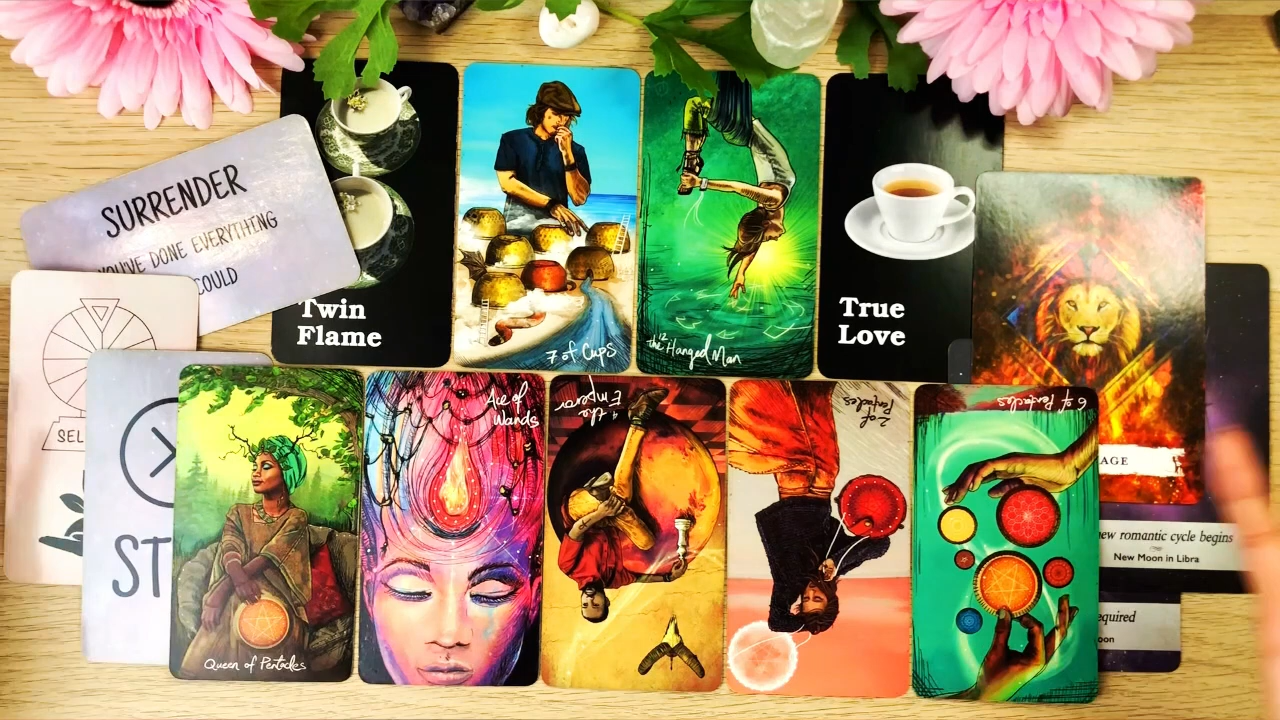 SURRENDER
YOU'VE DONE EVERYTHING
COULD
Twin
Flame
7 of Cups
the 12 Hanged Man
True
Love
SEL
ST
Queen of Pentacles
Ace of
Wands
4 the
Emperor
2 of
Pentacles
6 of Pentacles
AGE
new romantic cycle begins
New Moon in Libra
equired
oon